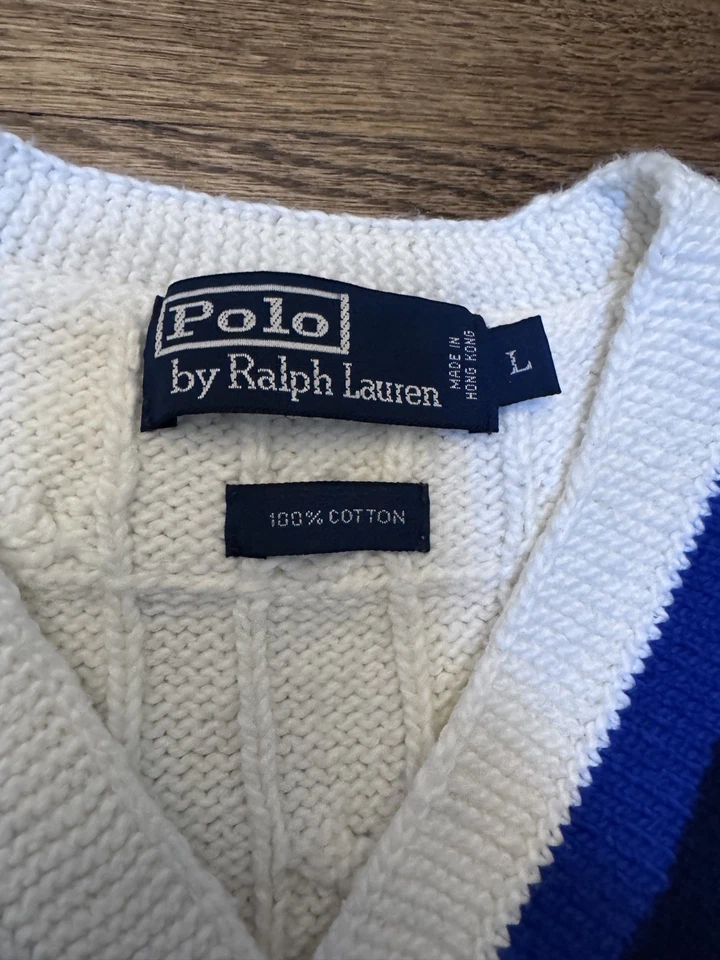 Polo
by Ralph Lauren
MADE IN
HONG KONG
L
100% COTTON